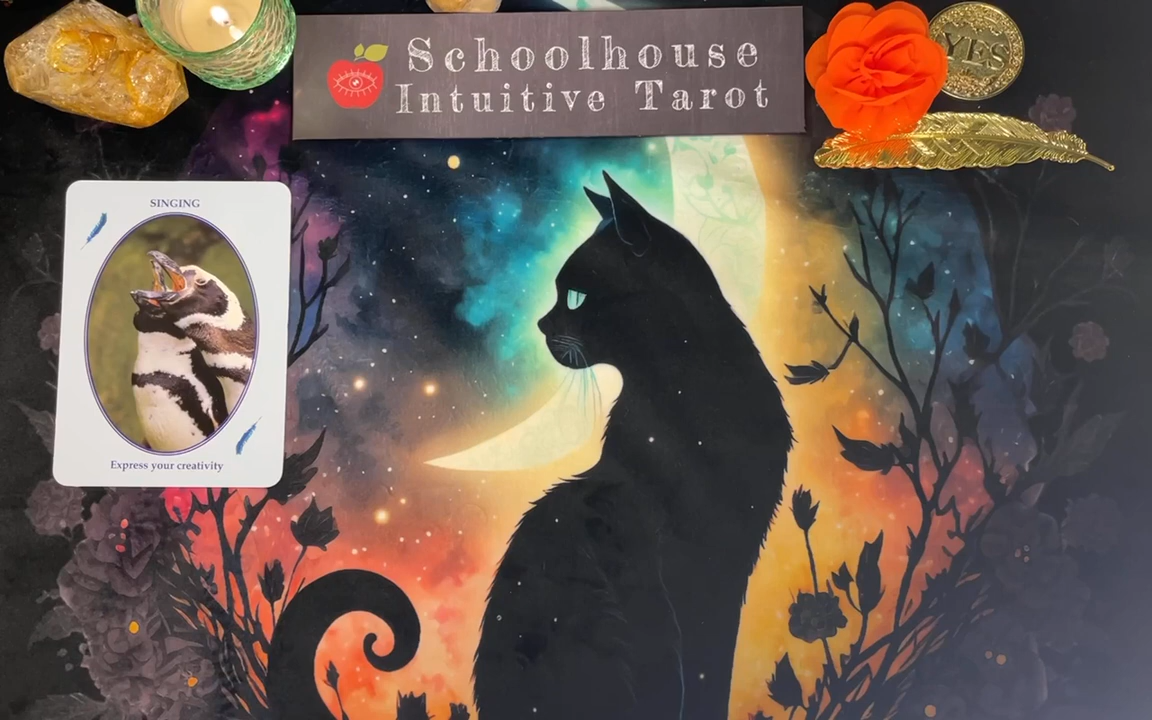 Schoolhouse
Intuitive Tarot
YES
SINGING
Express your creativity